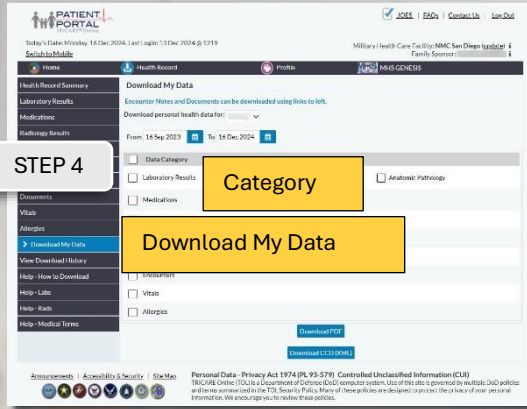 PATIENT
PORTAL
TRICARE Online
JOES | FAQs | Contact Us | Log Out
Today's Date: Monday, 16 Dec 2024. Last Login: 13 Dec 2024 @ 1219
Switch to Mobile
Military Health Care Facility: NMC San Diego (update) i
Family Sponsor: i
Home
Health Record
Profile
MHS GENESIS
Health Record Summary
Laboratory Results
Medications
Radiology Results
STEP 4
Documents
Vitals
Allergies
> Download My Data
View Download History
Help - How to Download
Help - Labs
Help - Rads
Help - Medical Terms
Download My Data
Encounter Notes and Documents can be downloaded using links to left.
Download personal health data for:
From 16 Sep 2023 To 16 Dec 2024
Data Category
Laboratory Results
Category
Anatomic Pathology
Medications
Download My Data
Encounters
Vitals
Allergies
Download PDF
Download CCD (XML)
Announcements | Accessibility & Security | Site Map
Personal Data - Privacy Act 1974 (PL 93-579) Controlled Unclassified Information (CUI)
TRICARE Online (TOL) is a Department of Defense (DoD) computer system. Use of this site is governed by multiple DoD policies
and terms summarized in the TOL Security Policy. Many of these policies are designed to protect the privacy of your personal
information. We encourage you to review these policies.